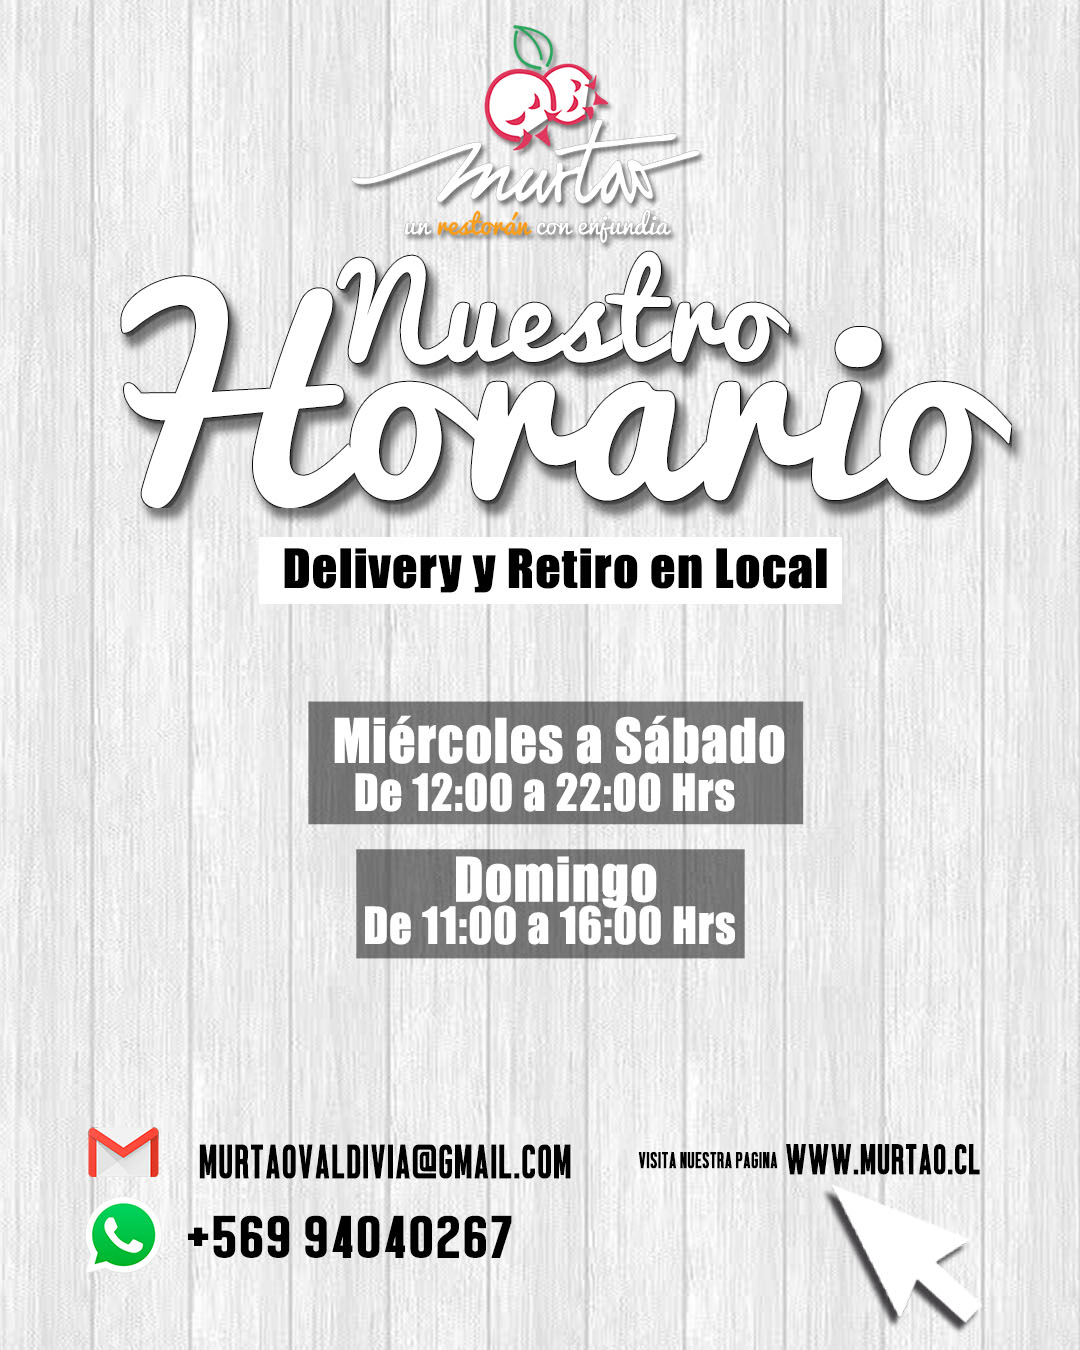 murtao
un restorán con enfundia
Nuestro
Horario
Delivery y Retiro en Local
Miércoles a Sábado
De 12:00 a 22:00 Hrs
Domingo
De 11:00 a 16:00 Hrs
MURTAOVALDIVIA@GMAIL.COM
VISITA NUESTRA PAGINA WWW.MURTAO.CL
+569 94040267